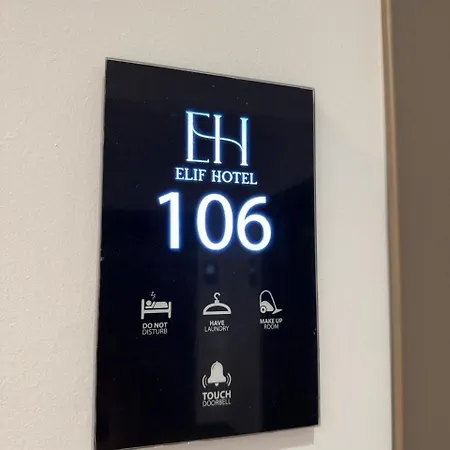 EH
ELIF HOTEL
106
DO NOT
DISTURB
HAVE
LAUNDRY
MAKE UP
ROOM
TOUCH
DOORBELL